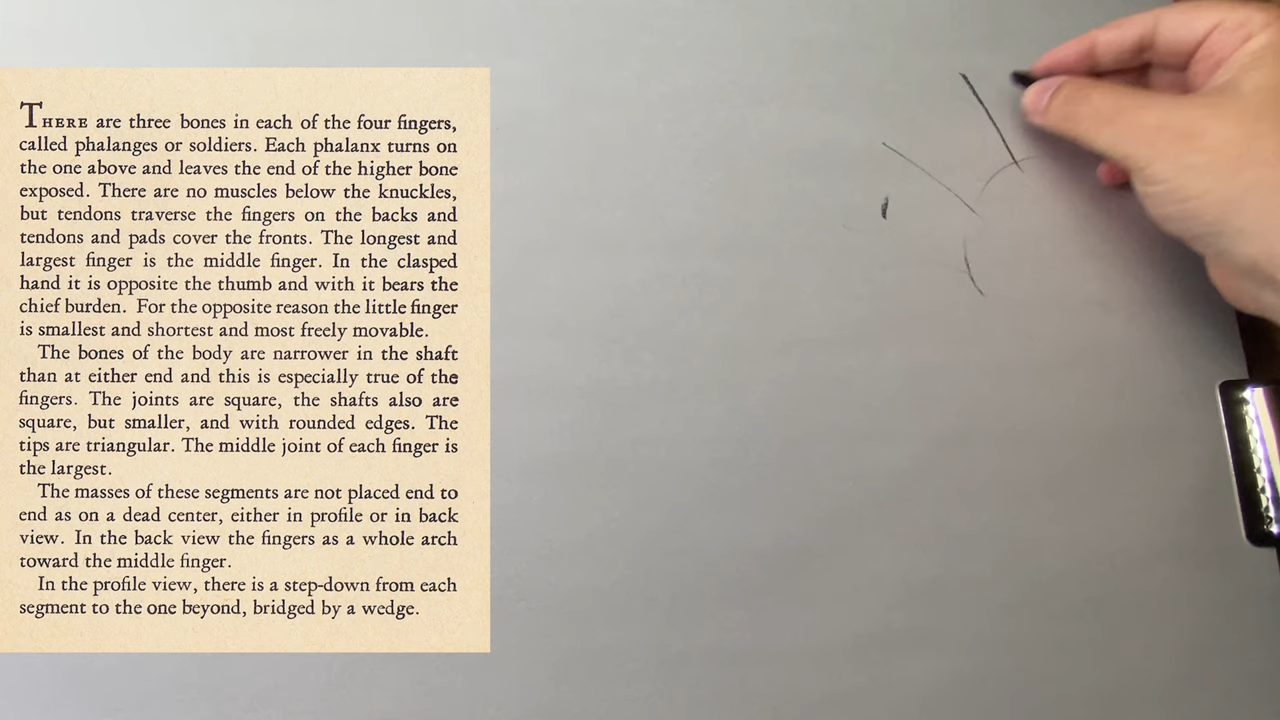 THERE are three bones in each of the four fingers,
called phalanges or soldiers. Each phalanx turns on
the one above and leaves the end of the higher bone
exposed. There are no muscles below the knuckles,
but tendons traverse the fingers on the backs and
tendons and pads cover the fronts. The longest and
largest finger is the middle finger. In the clasped
hand it is opposite the thumb and with it bears the
chief burden. For the opposite reason the little finger
is smallest and shortest and most freely movable.
The bones of the body are narrower in the shaft
than at either end and this is especially true of the
fingers. The joints are square, the shafts also are
square, but smaller, and with rounded edges. The
tips are triangular. The middle joint of each finger is
the largest.
The masses of these segments are not placed end to
end as on a dead center, either in profile or in back
view. In the back view the fingers as a whole arch
toward the middle finger.
In the profile view, there is a step-down from each
segment to the one beyond, bridged by a wedge.